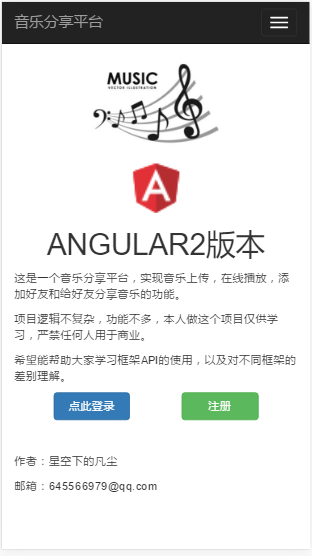 音乐分享平台
MUSIC
VECTOR ILLUSTRATION
A
ANGULAR2版本
这是一个音乐分享平台，实现音乐上传，在线播放，添
加好友和给好友分享音乐的功能。
项目逻辑不复杂，功能不多，本人做这个项目仅供学
习，严禁任何人用于商业。
希望能帮助大家学习框架API的使用，以及对不同框架的
差别理解。
点此登录
注册
作者：星空下的凡尘
邮箱：645566979@qq.com